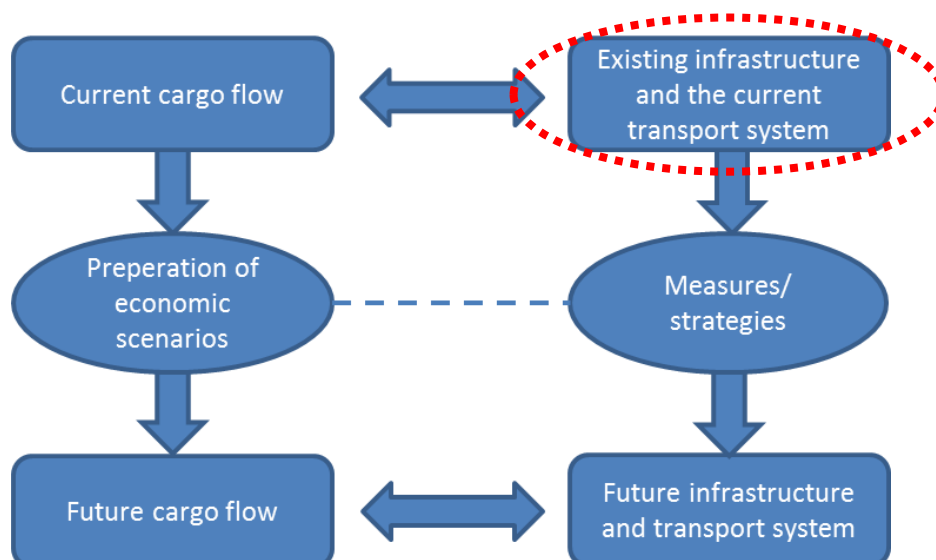 Current cargo flow
Existing infrastructure
and the current
transport system
Preperation of
economic
scenarios
Measures/
strategies
Future cargo flow
Future infrastructure
and transport system